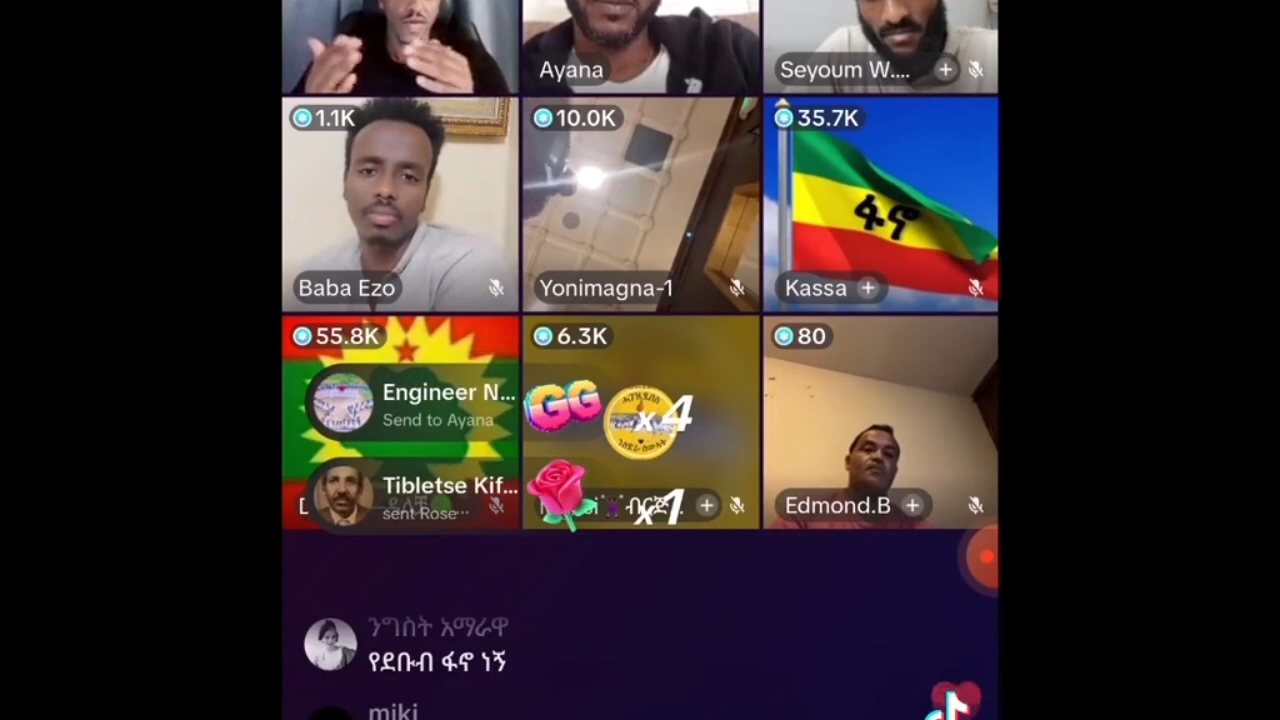 Ayana
Seyoum W....
1.1K
10.0K
35.7K
ፋኖ
Baba Ezo
Yonimagna-1
Kassa
55.8K
6.3K
80
Engineer N...
Send to Ayana
GG
x4
Tibletse Kif...
sent Rose
x1
Edmond.B
ንግስት አማራዋ
የደቡብ ፋኖ ነኝ
miki